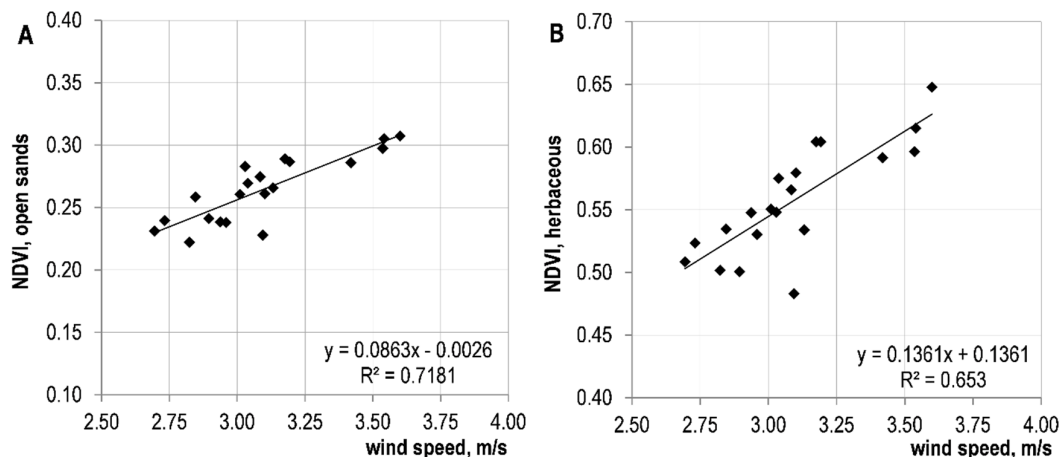 A
NDVI, open sands
0.40
0.35
0.30
0.25
0.20
0.15
0.10
y = 0.0863x - 0.0026
R² = 0.7181
2.50 2.75 3.00 3.25 3.50 3.75 4.00
wind speed, m/s
B
NDVI, herbaceous
0.70
0.65
0.60
0.55
0.50
0.45
0.40
y = 0.1361x + 0.1361
R² = 0.653
2.50 2.75 3.00 3.25 3.50 3.75 4.00
wind speed, m/s